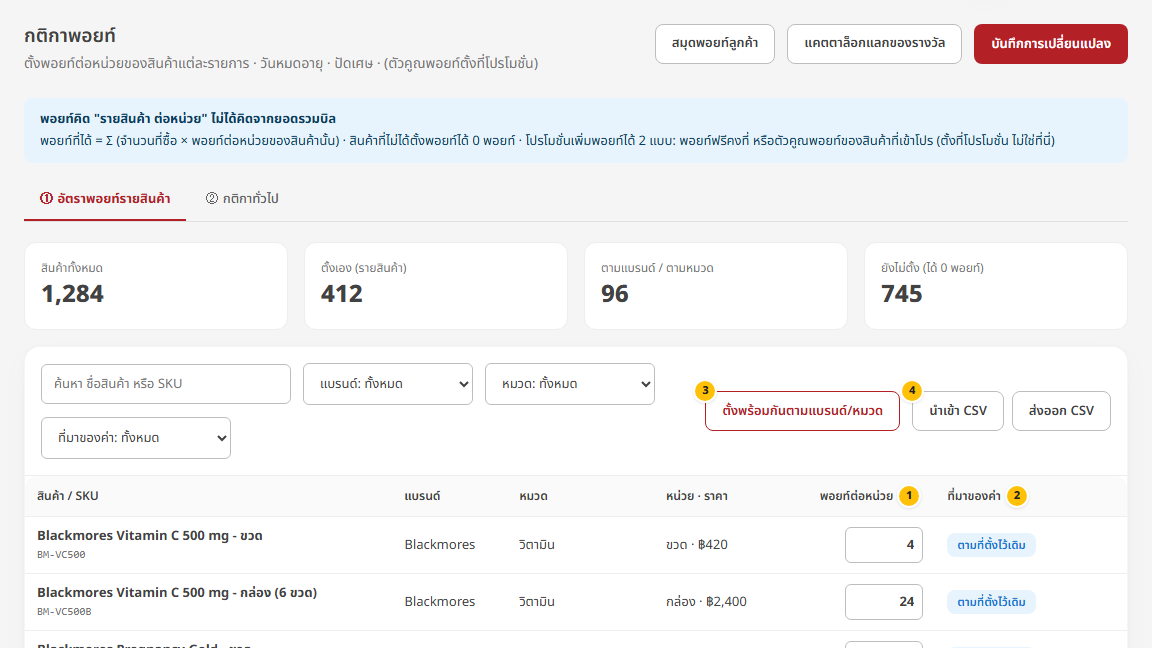 กติกาพอยท์
ตั้งพอยท์ต่อหน่วยของสินค้าแต่ละรายการ · วันหมดอายุ · ปัดเศษ · (ตัวคูณพอยท์ตั้งที่โปรโมชั่น)
สมุดพอยท์ลูกค้า
แคตตาล็อกแลกของรางวัล
บันทึกการเปลี่ยนแปลง
พอยท์คิด "รายสินค้า ต่อหน่วย" ไม่ได้คิดจากยอดรวมบิล
พอยท์ที่ได้ = Σ (จำนวนที่ซื้อ × พอยท์ต่อหน่วยของสินค้านั้น) · สินค้าที่ไม่ได้ตั้งพอยท์ได้ 0 พอยท์ · โปรโมชั่นเพิ่มพอยท์ได้ 2 แบบ: พอยท์ฟรีคงที่ หรือตัวคูณพอยท์ของสินค้าที่เข้าโปร (ตั้งที่โปรโมชั่น ไม่ใช่ที่นี่)
① อัตราพอยท์รายสินค้า
② กติกาทั่วไป
สินค้าทั้งหมด
1,284
ตั้งเอง (รายสินค้า)
412
ตามแบรนด์ / ตามหมวด
96
ยังไม่ตั้ง (ได้ 0 พอยท์)
745
ค้นหา ชื่อสินค้า หรือ SKU
แบรนด์: ทั้งหมด
หมวด: ทั้งหมด
ที่มาของค่า: ทั้งหมด
3
ตั้งพร้อมกันตามแบรนด์/หมวด
4
นำเข้า CSV
ส่งออก CSV
สินค้า / SKU
แบรนด์
หมวด
หน่วย · ราคา
พอยท์ต่อหน่วย 1
ที่มาของค่า 2
Blackmores Vitamin C 500 mg - ขวด
BM-VC500
Blackmores
วิตามิน
ขวด · ฿420
4
ตามที่ตั้งไว้เดิม
Blackmores Vitamin C 500 mg - กล่อง (6 ขวด)
BM-VC500B
Blackmores
วิตามิน
กล่อง · ฿2,400
24
ตามที่ตั้งไว้เดิม